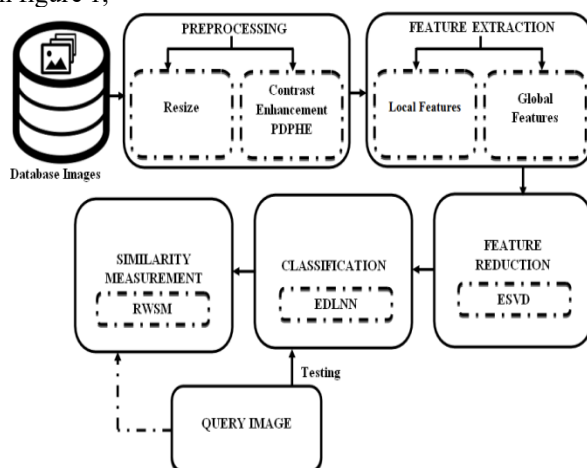 n figure 1,
PREPROCESSING
Resize
Contrast
Enhancement
PDPHE
FEATURE EXTRACTION
Local Features
Global
Features
Database Images
SIMILARITY
MEASUREMENT
RWSM
CLASSIFICATION
EDLNN
FEATURE
REDUCTION
ESVD
Testing
QUERY IMAGE